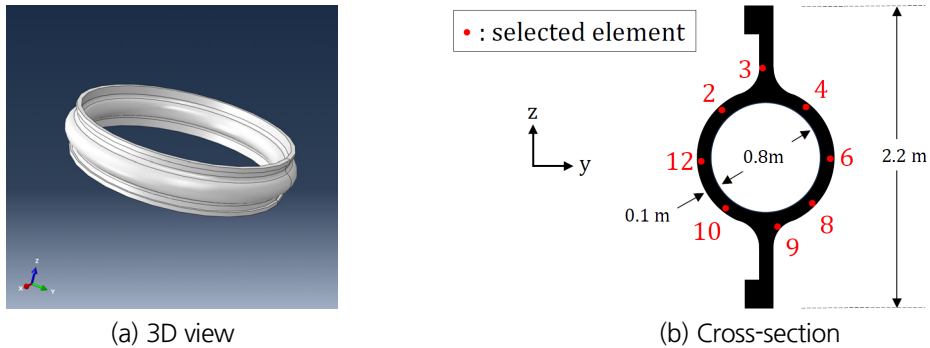 • : selected element
3
2
4
z
y
12
0.8m
6
2.2 m
0.1 m
10
8
9
Z
X
Y
(a) 3D view
(b) Cross-section